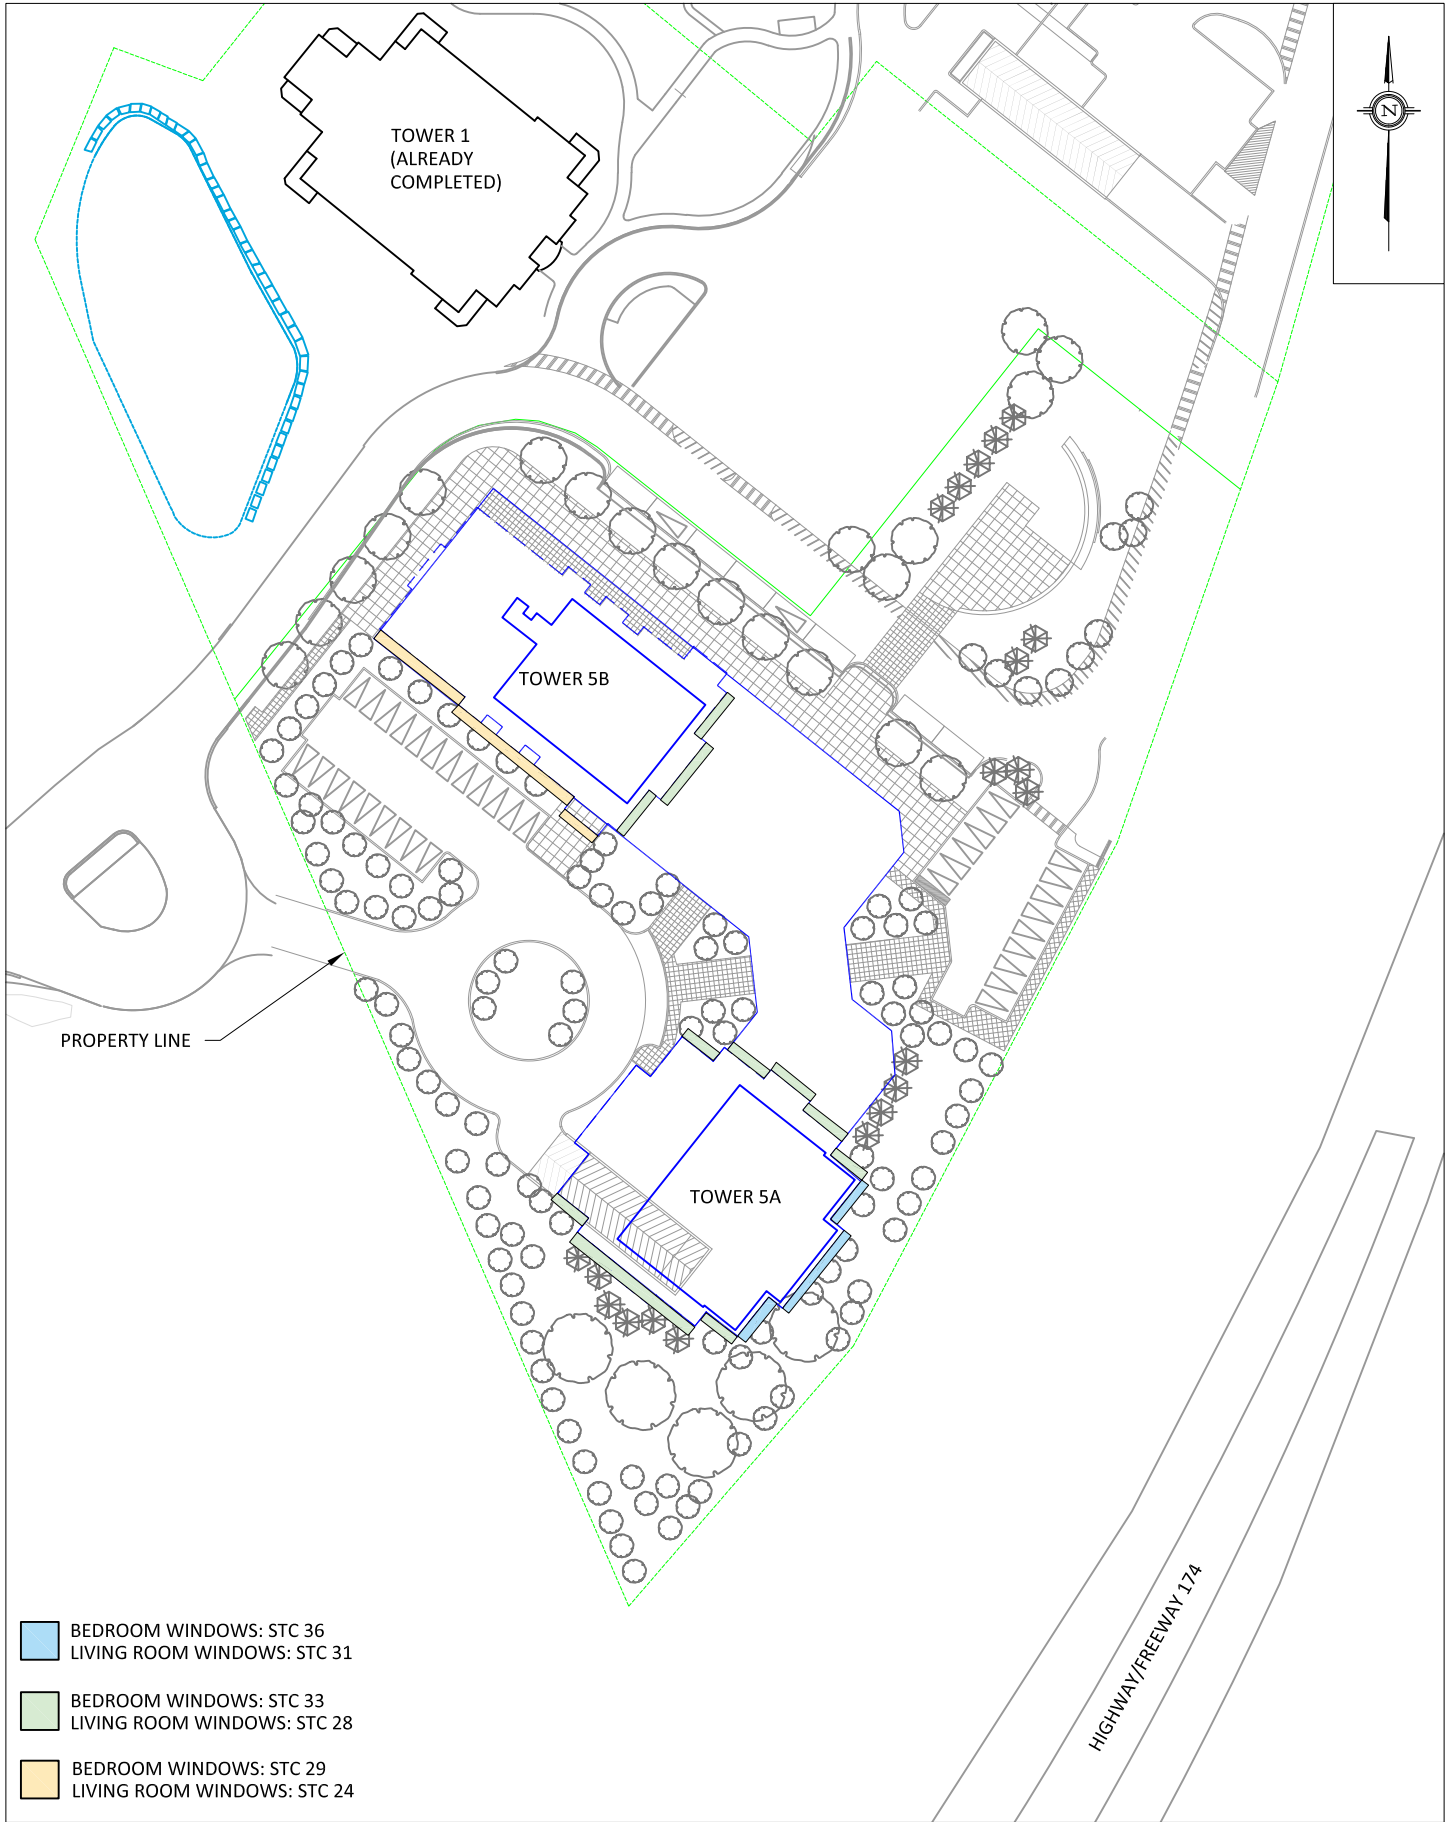 TOWER 1
(ALREADY
COMPLETED)
N
TOWER 5B
PROPERTY LINE
TOWER 5A
HIGHWAY/FREEWAY 174
BEDROOM WINDOWS: STC 36
LIVING ROOM WINDOWS: STC 31
BEDROOM WINDOWS: STC 33
LIVING ROOM WINDOWS: STC 28
BEDROOM WINDOWS: STC 29
LIVING ROOM WINDOWS: STC 24